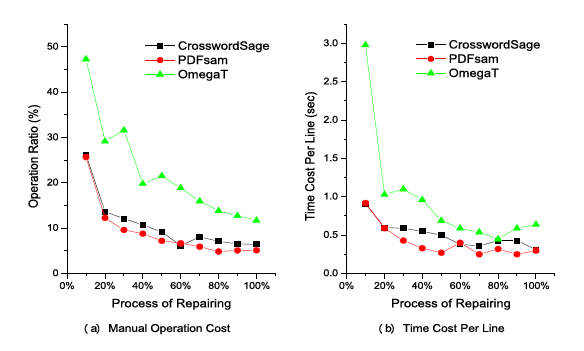 50
40
30
20
10
0
Operation Ratio (%)
CrosswordSage
PDFsam
OmegaT
0%
20%
40%
60%
80%
100%
Process of Repairing
( a) Manual Operation Cost
3.0
2.5
2.0
1.5
1.0
0.5
0.0
Time Cost Per Line (sec)
CrosswordSage
PDFsam
OmegaT
0%
20%
40%
60%
80%
100%
Process of Repairing
( b) Time Cost Per Line